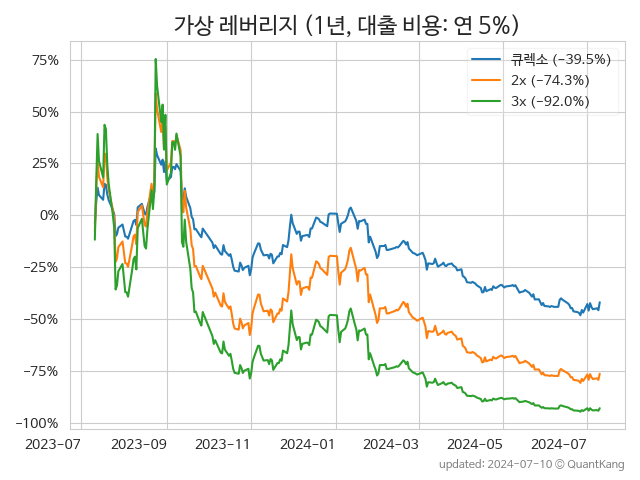 가상 레버리지 (1년, 대출 비용: 연 5%)
큐렉소 (−39.5%)
2x (−74.3%)
3x (−92.0%)
75%
50%
25%
0%
−25%
−50%
−75%
−100%
2023-07 2023-09 2023-11 2024-01 2024-03 2024-05 2024-07
updated: 2024-07-10 © QuantKang